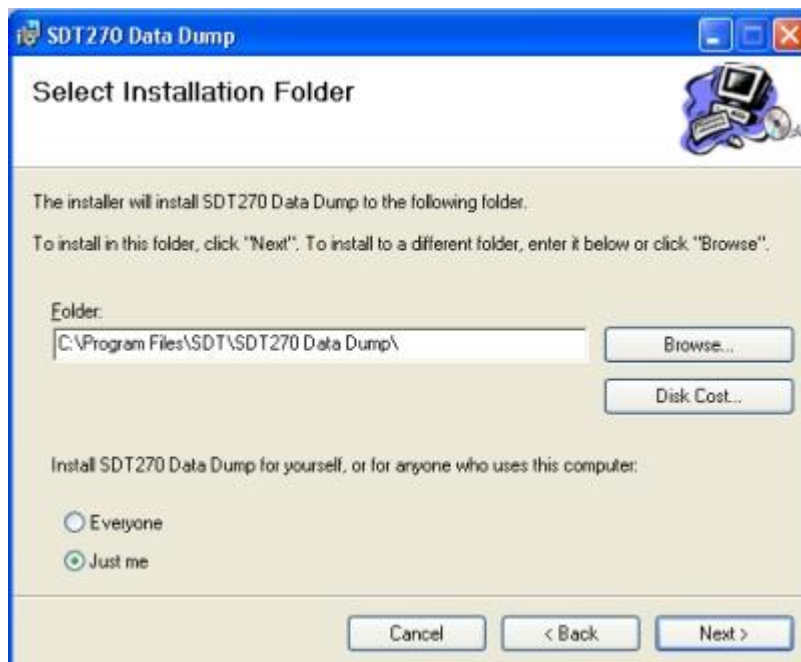 SDT270 Data Dump
Select Installation Folder
The installer will install SDT270 Data Dump to the following folder.
To install in this folder, click "Next". To install to a different folder, enter it below or click "Browse".
Folder:
C:\Program Files\SDT\SDT270 Data Dump\
Browse...
Disk Cost...
Install SDT270 Data Dump for yourself, or for anyone who uses this computer:
Everyone
Just me
Cancel
< Back
Next >